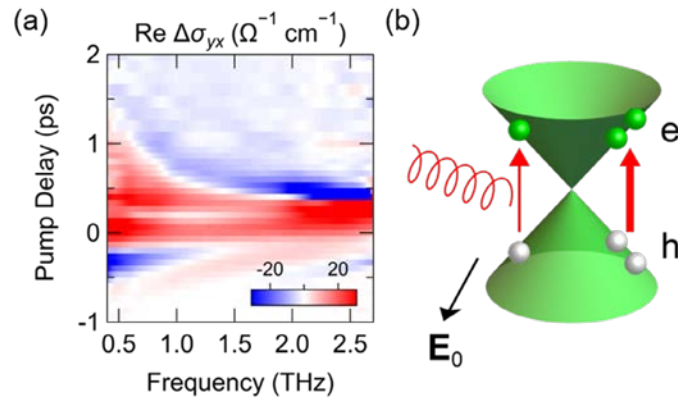 (a)
Re Δσyx (Ω−1 cm−1)
Pump Delay (ps)
2
1
0
-1
-20
20
0.5
1.0
1.5
2.0
2.5
Frequency (THz)
(b)
e
h
E0